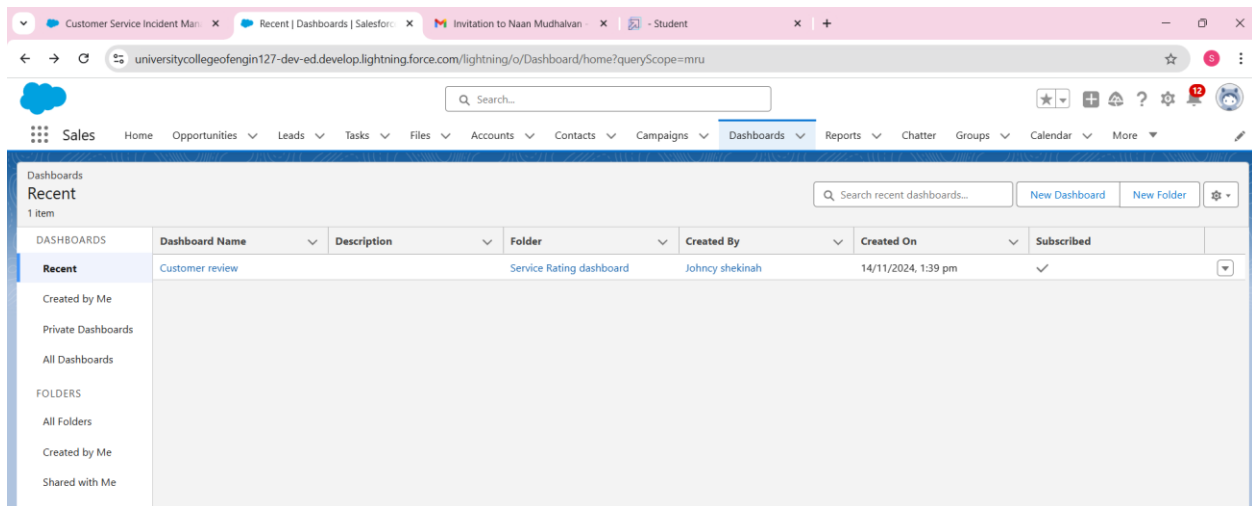 Customer Service Incident Man
Recent | Dashboards | Salesforc
Invitation to Naan Mudhalvan -
- Student
universitycollegeofengin127-dev-ed.develop.lightning.force.com/lightning/o/Dashboard/home?queryScope=mru
S
Search...
12
Sales Home Opportunities Leads Tasks Files Accounts Contacts Campaigns Dashboards Reports Chatter Groups Calendar More
Dashboards
Recent
1 item
Search recent dashboards...
New Dashboard
New Folder
DASHBOARDS
Dashboard Name Description Folder Created By Created On Subscribed
Recent
Customer review Service Rating dashboard Johncy shekinah 14/11/2024, 1:39 pm
Created by Me
Private Dashboards
All Dashboards
FOLDERS
All Folders
Created by Me
Shared with Me